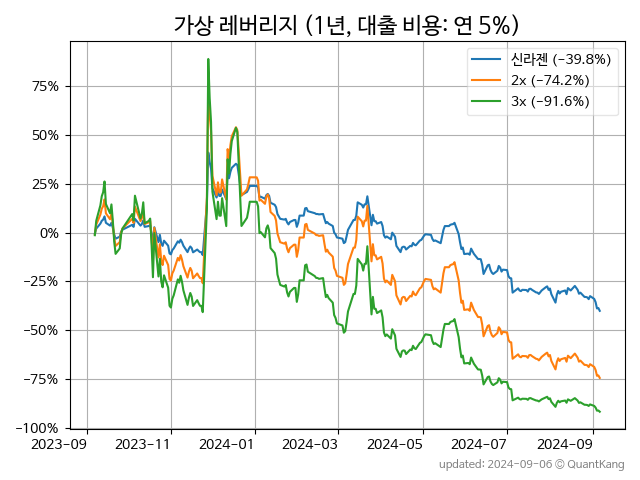 가상 레버리지 (1년, 대출 비용: 연 5%)
신라젠 (−39.8%)
2x (−74.2%)
3x (−91.6%)
75%
50%
25%
0%
−25%
−50%
−75%
−100%
2023-09 2023-11 2024-01 2024-03 2024-05 2024-07 2024-09
updated: 2024-09-06 © QuantKang